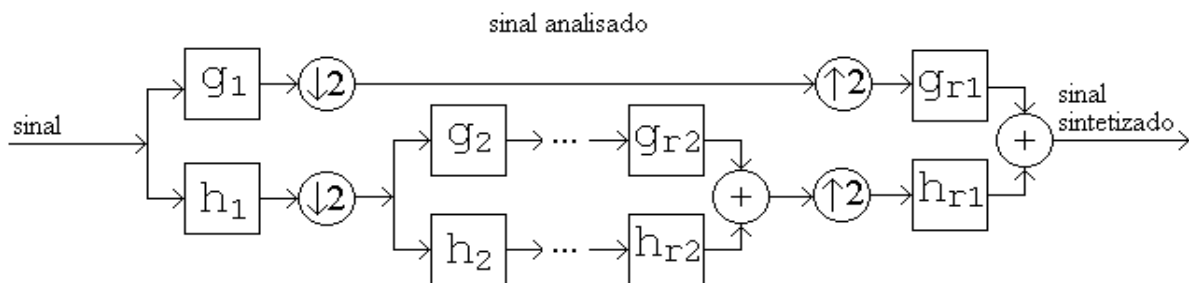 sinal analisado
g1
↓2
↑2
gr1
sinal
g2
...
gr2
sinal
sintetizado
+
h1
↓2
+
↑2
hr1
h2
...
hr2